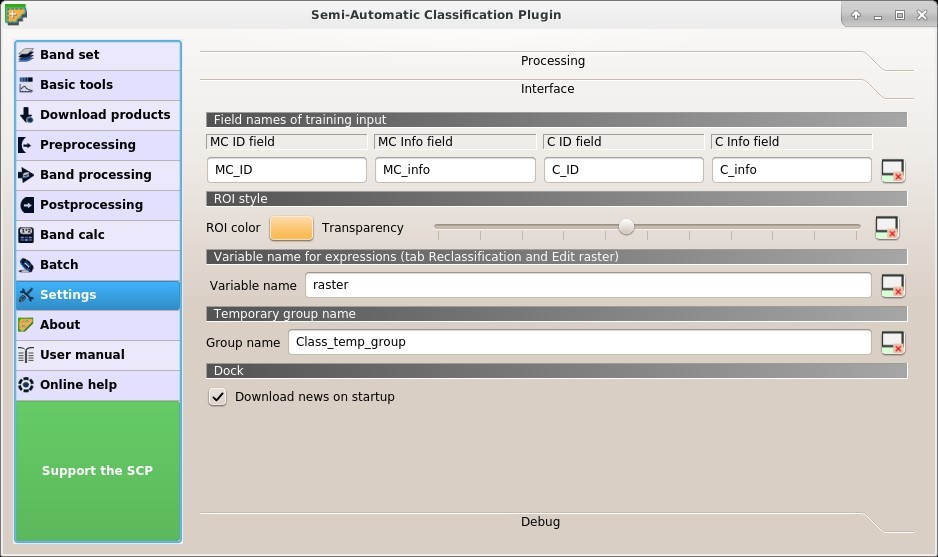 Semi-Automatic Classification Plugin
Band set
Basic tools
Download products
Preprocessing
Band processing
Postprocessing
Band calc
Batch
Settings
About
User manual
Online help
Support the SCP
Processing
Interface
Field names of training input
MC ID field MC Info field C ID field C Info field
MC_ID MC_info C_ID C_info
ROI style
ROI color Transparency
Variable name for expressions (tab Reclassification and Edit raster)
Variable name raster
Temporary group name
Group name Class_temp_group
Dock
Download news on startup
Debug